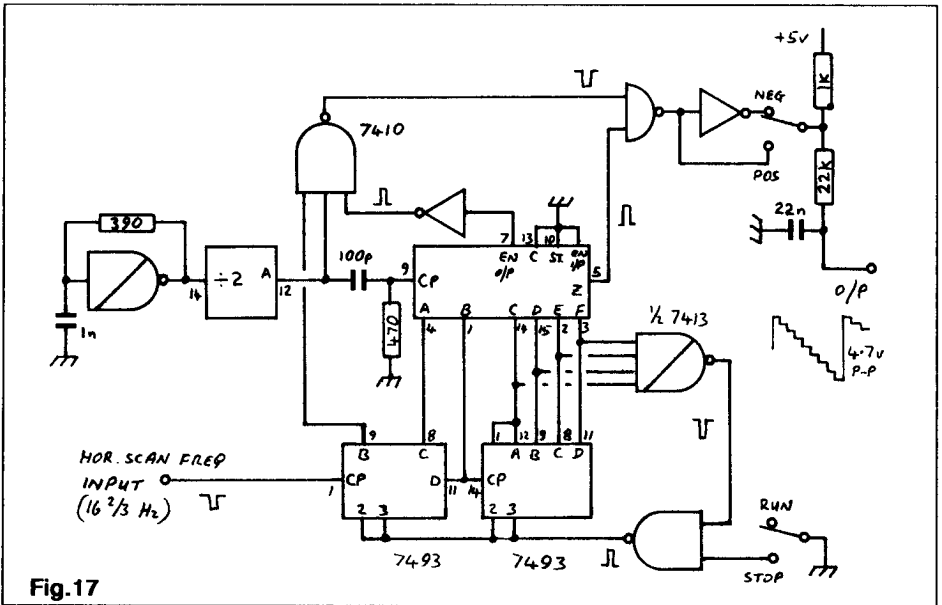 +5v
1K
NEG
7410
POS
22K
22n
390
÷2
A
14
12
100p
1n
470
9
CP
7
EN
O/P
13
C
10
ST
EN
I/P
5
Z
A
B
C
D
E
F
4
1
14
15
2
3
½ 7413
O/P
4.7v
P-P
HOR. SCAN FREQ
INPUT
(16 2/3 Hz)
1
CP
9
B
8
C
D
11
2
3
7493
14
CP
1
12
9
8
11
A
B
C
D
2
3
7493
RUN
STOP
Fig.17